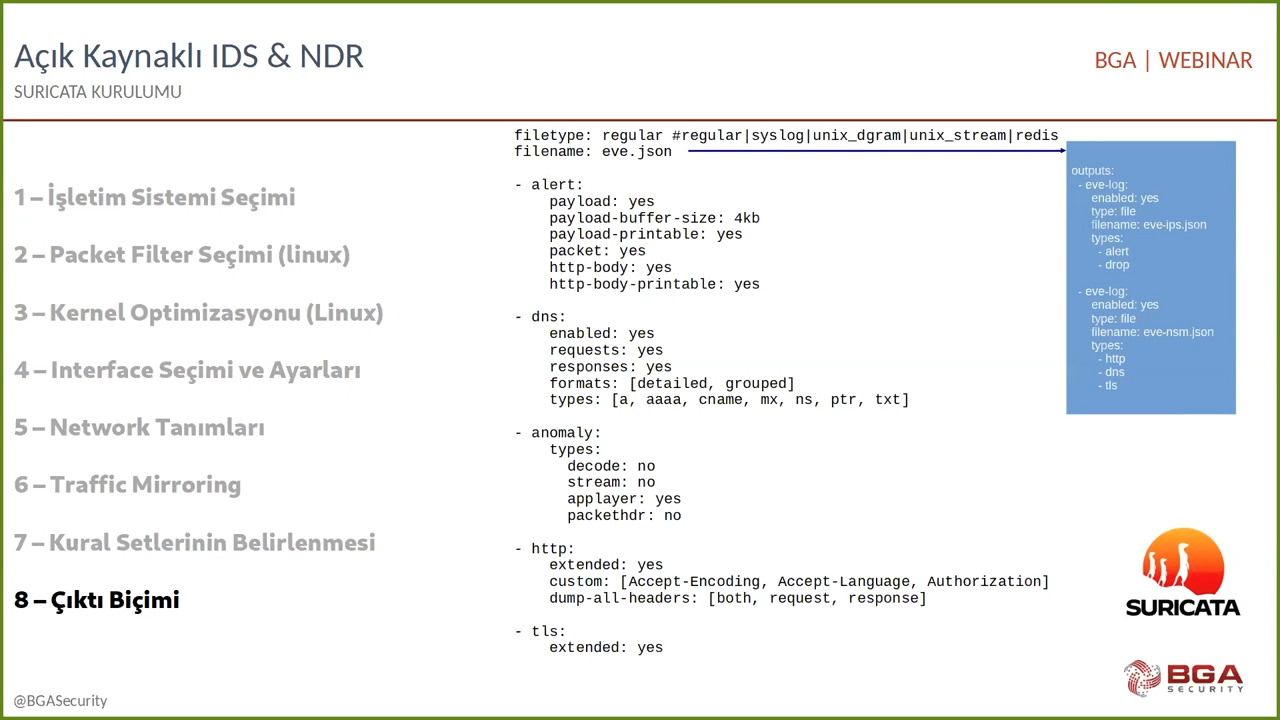 Açık Kaynaklı IDS & NDR
SURICATA KURULUMU
BGA | WEBINAR
1 – İşletim Sistemi Seçimi
2 – Packet Filter Seçimi (linux)
3 – Kernel Optimizasyonu (Linux)
4 – Interface Seçimi ve Ayarları
5 – Network Tanımları
6 – Traffic Mirroring
7 – Kural Setlerinin Belirlenmesi
8 – Çıktı Biçimi
filetype: regular #regular|syslog|unix_dgram|unix_stream|redis
filename: eve.json
- alert:
payload: yes
payload-buffer-size: 4kb
payload-printable: yes
packet: yes
http-body: yes
http-body-printable: yes
- dns:
enabled: yes
requests: yes
responses: yes
formats: [detailed, grouped]
types: [a, aaaa, cname, mx, ns, ptr, txt]
- anomaly:
types:
decode: no
stream: no
applayer: yes
packethdr: no
- http:
extended: yes
custom: [Accept-Encoding, Accept-Language, Authorization]
dump-all-headers: [both, request, response]
- tls:
extended: yes
outputs:
- eve-log:
enabled: yes
type: file
filename: eve-ips.json
types:
- alert
- drop
- eve-log:
enabled: yes
type: file
filename: eve-nsm.json
types:
- http
- dns
- tls
SURICATA
BGA
SECURITY
@BGASecurity